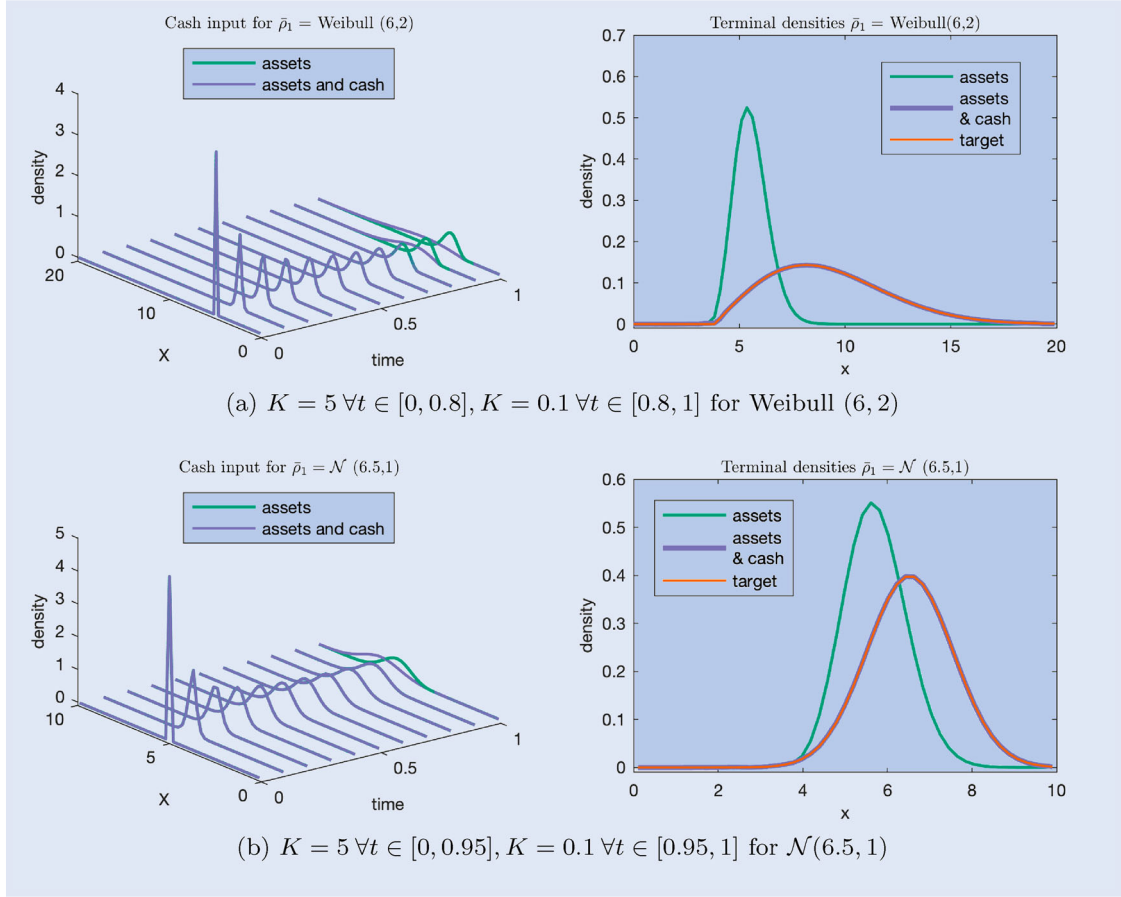 Cash input for ρ̄₁ = Weibull (6,2)
assets
assets and cash
4
3
2
1
0
density
20
10
0
X
0
0.5
1
time
Terminal densities ρ̄₁ = Weibull(6,2)
0.7
0.6
0.5
0.4
0.3
0.2
0.1
0
density
assets
assets
& cash
target
0
5
10
15
20
x
(a) K = 5 ∀t ∈ [0, 0.8], K = 0.1 ∀t ∈ [0.8, 1] for Weibull (6, 2)
Cash input for ρ̄₁ = 𝒩 (6.5,1)
assets
assets and cash
5
4
3
2
1
0
density
10
5
0
X
0
0.5
1
time
Terminal densities ρ̄₁ = 𝒩 (6.5,1)
0.6
0.5
0.4
0.3
0.2
0.1
0
density
assets
assets
& cash
target
0
2
4
6
8
10
x
(b) K = 5 ∀t ∈ [0, 0.95], K = 0.1 ∀t ∈ [0.95, 1] for 𝒩(6.5, 1)